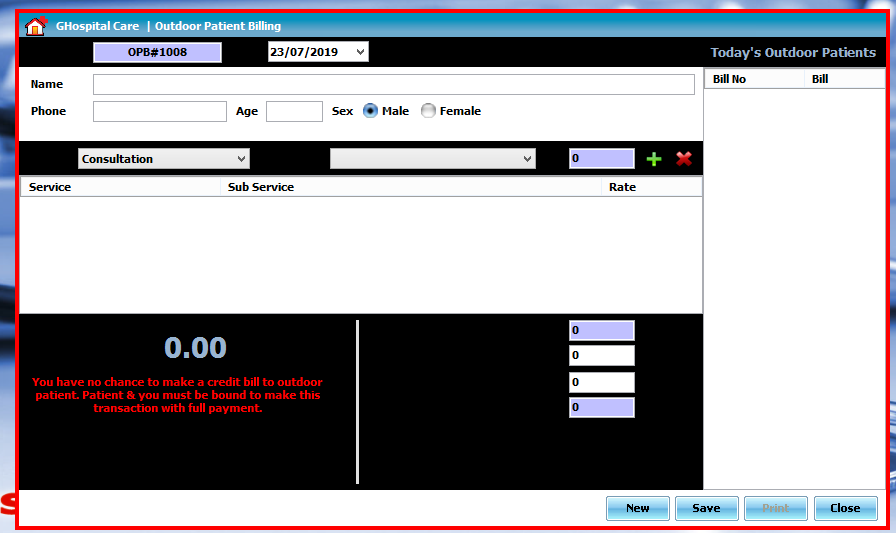 GHospital Care | Outdoor Patient Billing
OPB#1008
23/07/2019
Today's Outdoor Patients
Name
Phone
Age
Sex
Male
Female
Bill No
Bill
Consultation
0
Service
Sub Service
Rate
0.00
You have no chance to make a credit bill to outdoor
patient. Patient & you must be bound to make this
transaction with full payment.
0
0
0
0
New
Save
Print
Close